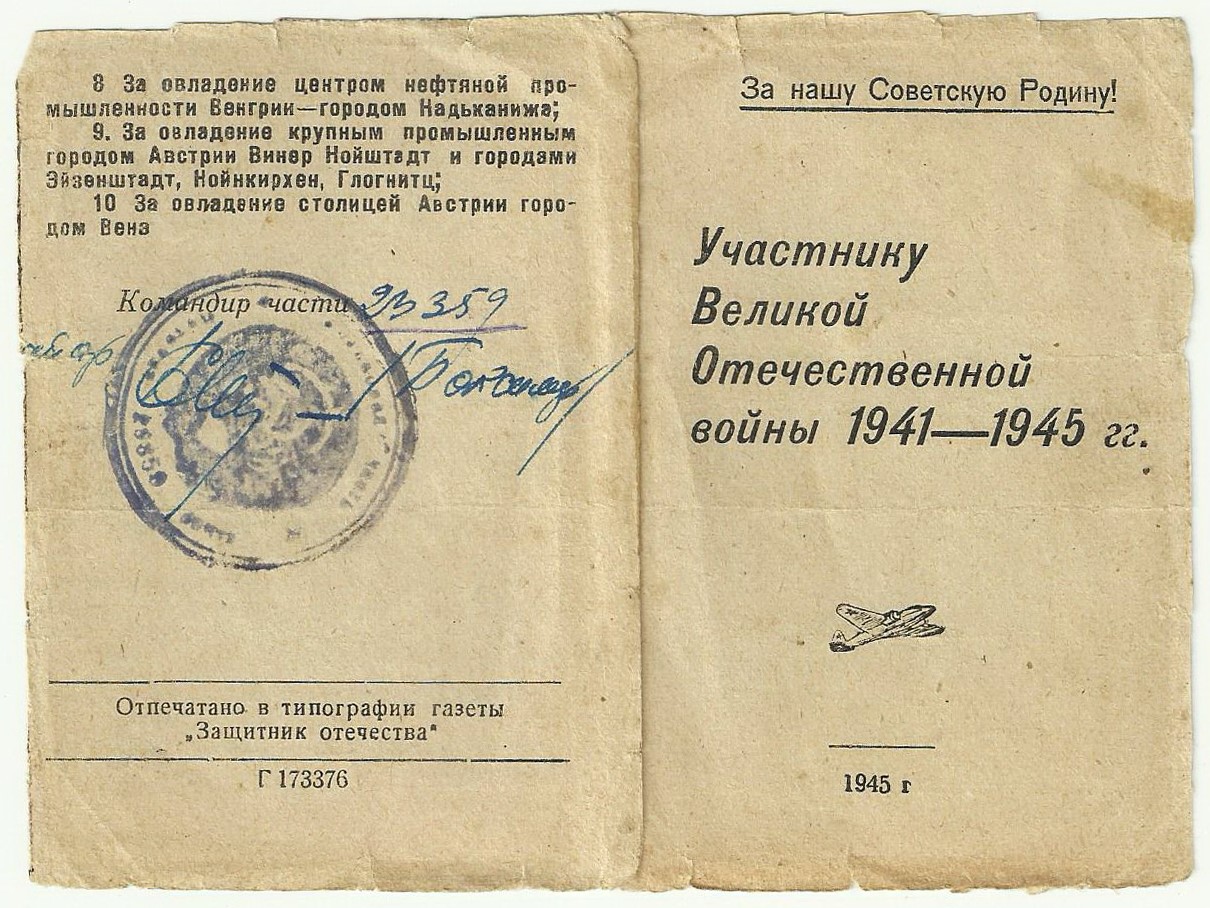 8 За овладение центром нефтяной про-
мышленности Венгрии—городом Надьканижа;
9. За овладение крупным промышленным
городом Австрии Винер Нойштадт и городами
Эйзенштадт, Нойнкирхен, Глогнитц;
10 За овладение столицей Австрии горо-
дом Вена
Командир части 23359
Отпечатано в типографии газеты
„Защитник отечества"
Г 173376
За нашу Советскую Родину!
Участнику
Великой
Отечественной
войны 1941—1945 гг.
1945 г